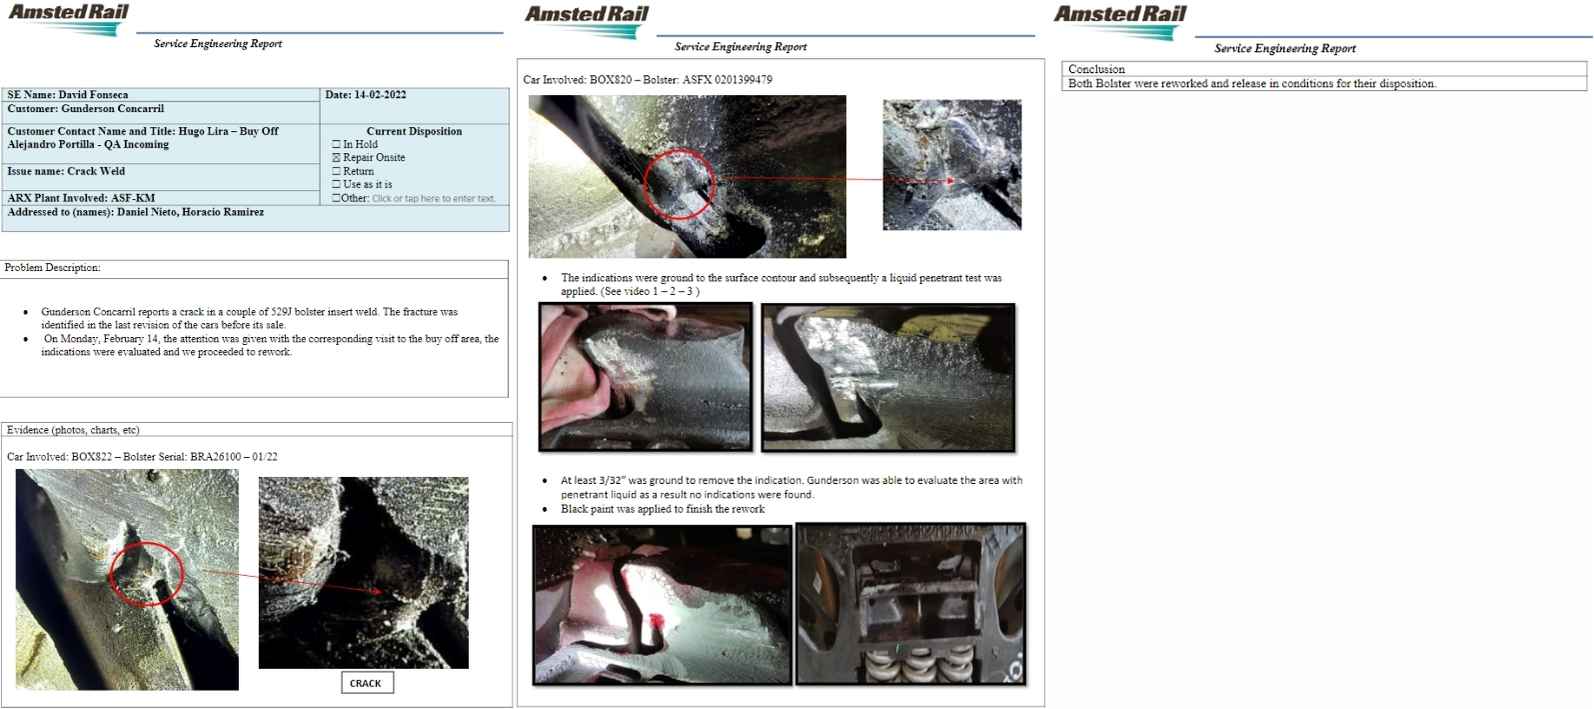 Amsted Rail
Service Engineering Report
SE Name: David Fonseca
Date: 14-02-2022
Customer: Gunderson Concarril
Customer Contact Name and Title: Hugo Lira – Buy Off
Alejandro Portilla - QA Incoming
Current Disposition
☐ In Hold
☒ Repair Onsite
☐ Return
☐ Use as it is
☐Other: Click or tap here to enter text.
Issue name: Crack Weld
ARX Plant Involved: ASF-KM
Addressed to (names): Daniel Nieto, Horacio Ramirez
Problem Description:
• Gunderson Concarril reports a crack in a couple of 529J bolster insert weld. The fracture was
identified in the last revision of the cars before its sale.
• On Monday, February 14, the attention was given with the corresponding visit to the buy off area, the
indications were evaluated and we proceeded to rework.
Evidence (photos, charts, etc)
Car Involved: BOX822 – Bolster Serial: BRA26100 – 01/22
CRACK
Amsted Rail
Service Engineering Report
Car Involved: BOX820 – Bolster: ASFX 0201399479
• The indications were ground to the surface contour and subsequently a liquid penetrant test was
applied. (See video 1 – 2 – 3 )
• At least 3/32” was ground to remove the indication. Gunderson was able to evaluate the area with
penetrant liquid as a result no indications were found.
• Black paint was applied to finish the rework
Amsted Rail
Service Engineering Report
Conclusion
Both Bolster were reworked and release in conditions for their disposition.